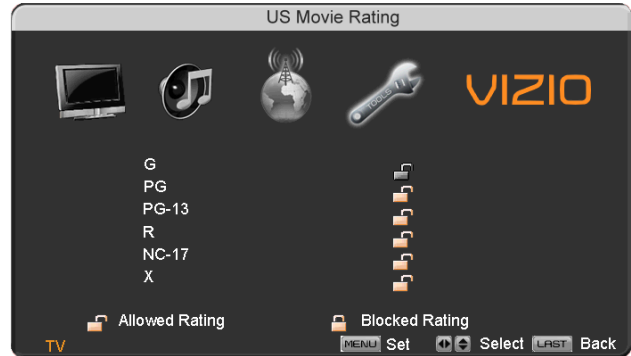 US Movie Rating
TOOLS
VIZIO
G
PG
PG-13
R
NC-17
X
Allowed Rating Blocked Rating
TV MENU Set Select LAST Back